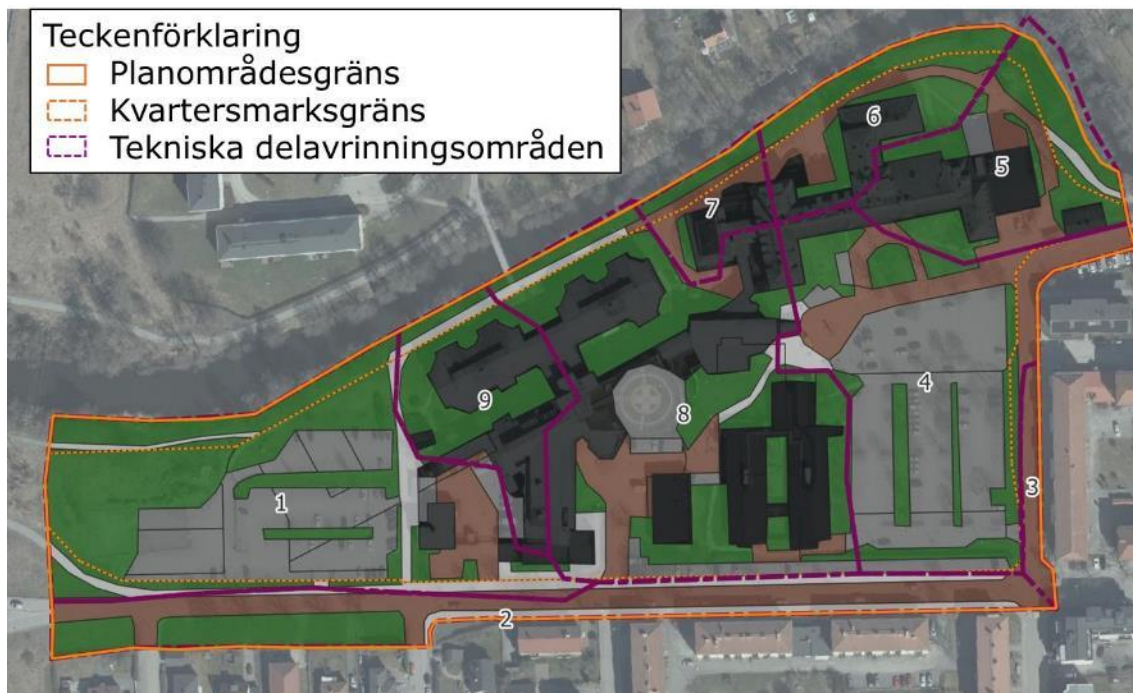 Teckenförklaring
Planområdesgräns
Kvartersmarksgräns
Tekniska delavrinningsområden
6
5
7
4
9
8
1
3
2